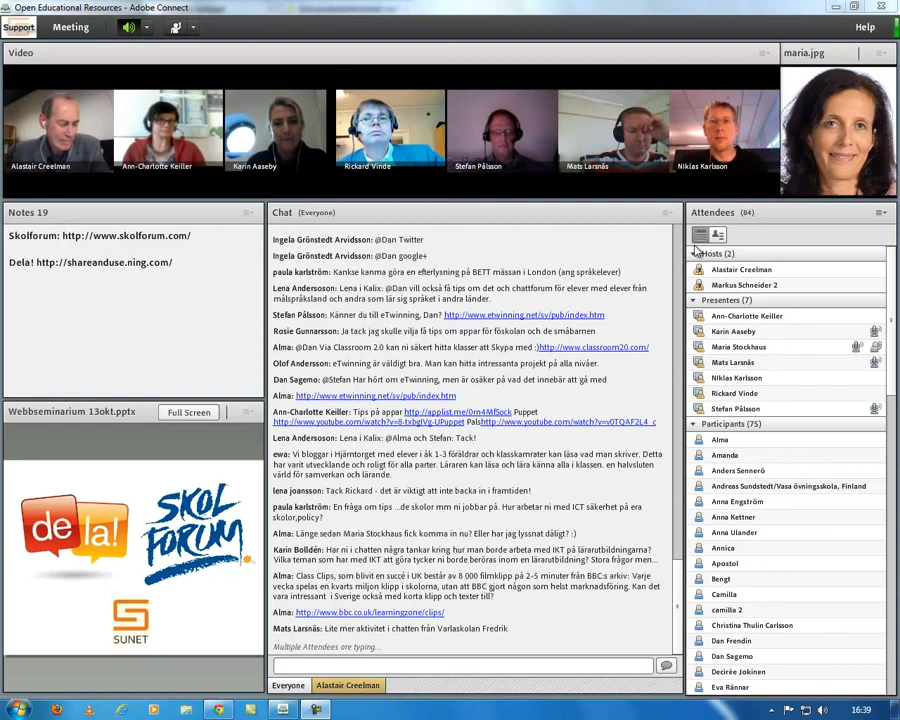 Open Educational Resources - Adobe Connect
Support Meeting Help
Video
maria.jpg
Alastair Creelman
Ann-Charlotte Keiller
Karin Aaseby
Rickard Vinde
Stefan Pålsson
Mats Larsnäs
NIklas Karlsson
Notes 19
Skolforum: http://www.skolforum.com/
Dela! http://shareanduse.ning.com/
Webbseminarium 13okt.pptx Full Screen
de la!
SKOL
FORUM
SUNET
Chat (Everyone)
Ingela Grönstedt Arvidsson: @Dan Twitter
Ingela Grönstedt Arvidsson: @Dan google+
paula karlström: Kankse kanma göra en efterlysning på BETT mässan i London (ang språkelever)
Lena Andersoson: Lena i Kalix: @Dan vill också få tips om det och chattforum för elever med elever från
målspråksland och andra som lär sig språket i andra länder.
Stefan Pålsson: Känner du till eTwinning, Dan? http://www.etwinning.net/sv/pub/index.htm
Rosie Gunnarsson: Ja tack jag skulle vilja få tips om appar för föskolan och de småbarnen
Alma: @Dan Via Classroom 2.0 kan ni säkert hitta klasser att Skypa med :)http://www.classroom20.com/
Olof Andersson: eTwinning är väldigt bra. Man kan hitta intressanta projekt på alla nivåer.
Dan Sagemo: @Stefan Har hört om eTwinning, men är osäker på vad det innebär att gå med
Alma: http://www.etwinning.net/sv/pub/index.htm
Ann-Charlotte Keiller: Tips på appar http://applist.me/0rn4MfSock Puppet
http://www.youtube.com/watch?v=8-txbgIVg-UPuppet Palshttp://www.youtube.com/watch?v=v0TQAF2L4_c
Lena Andersoson: Lena i Kalix: @Alma och Stefan: Tack!
ewa: Vi bloggar i Hjärntorget med elever i åk 1-3 föräldrar och klasskamrater kan läsa vad man skriver. Detta
har varit utvecklande och roligt för alla parter. Läraren kan läsa och lära känna alla i klassen. en halvsluten
värld för samverkan och lärande.
lena joansson: Tack Rickard - det är viktigt att inte backa in i framtiden!
paula karlström: En fråga om tips ...de skolor mm ni jobbar på. Hur arbetar ni med ICT säkerhet på era
skolor,policy?
Alma: Länge sedan Maria Stockhaus fick komma in nu? Eller har jag lyssnat dåligt? :)
Karin Bolldén: Har ni i chatten några tankar kring hur man borde arbeta med IKT på lärarutbildningarna?
Vilka teman som har med IKT att göra tycker ni borde beröras inom en lärarutbildning? Stora frågor men...
Alma: Class Clips, som blivit en succé i UK består av 8 000 filmklipp på 2–5 minuter från BBC:s arkiv: Varje
vecka spelas en kvarts miljon klipp i skolorna, utan att BBC gjort någon som helst marknadsföring. Kan det
vara intressant i Sverige också med korta klipp och texter till?
Alma: http://www.bbc.co.uk/learningzone/clips/
Mats Larsnäs: Lite mer aktivitet i chatten från Varlaskolan Fredrik
Multiple Attendees are typing...
Everyone Alastair Creelman
Attendees (84)
Hosts (2)
Alastair Creelman
Markus Schneider 2
Presenters (7)
Ann-Charlotte Keiller
Karin Aaseby
Maria Stockhaus
Mats Larsnäs
NIklas Karlsson
Rickard Vinde
Stefan Pålsson
Participants (75)
Alma
Amanda
Anders Sennerö
Andreas Sundstedt/Vasa övningsskola, Finland
Anna Engström
Anna Kettner
Anna Ulander
Annica
Apostol
Bengt
Camilla
camilla 2
Christina Thulin Carlsson
Dan Frendin
Dan Sagemo
Decirèe Jokinen
Eva Rännar
16:39